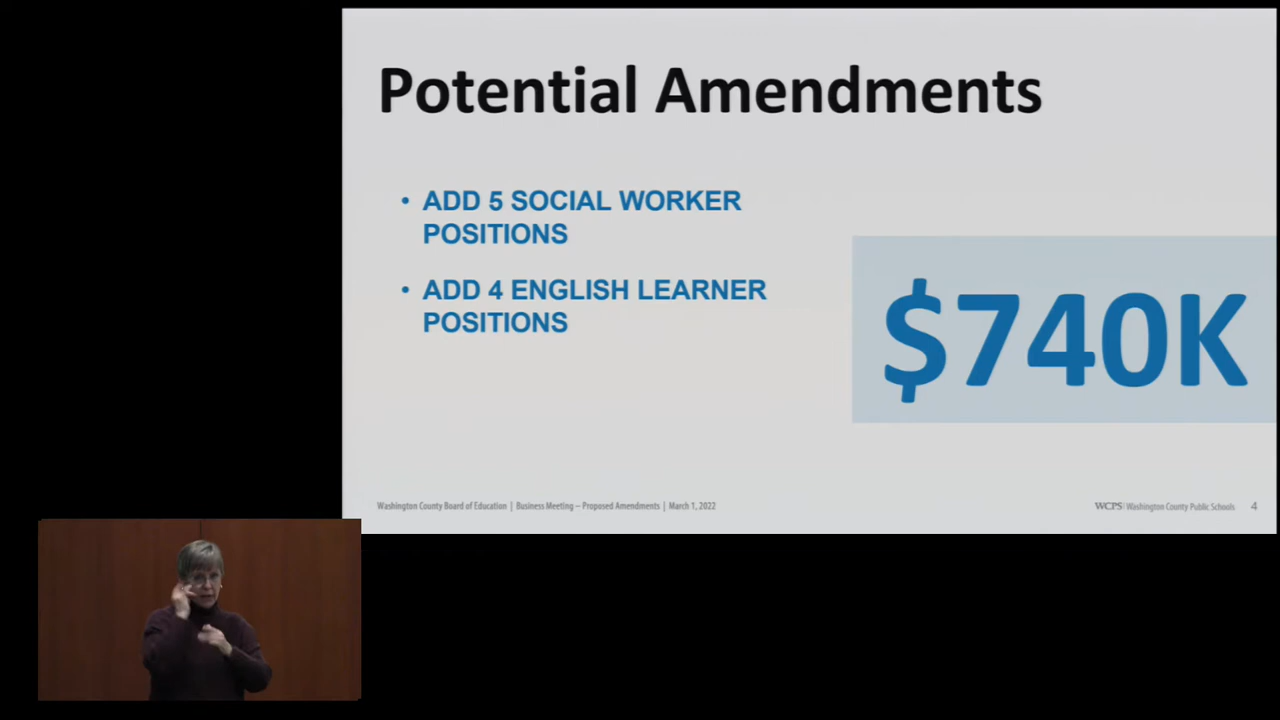 Potential Amendments
• ADD 5 SOCIAL WORKER
POSITIONS
• ADD 4 ENGLISH LEARNER
POSITIONS
$740K
Washington County Board of Education | Business Meeting – Proposed Amendments | March 1, 2022
WCPS | Washington County Public Schools 4